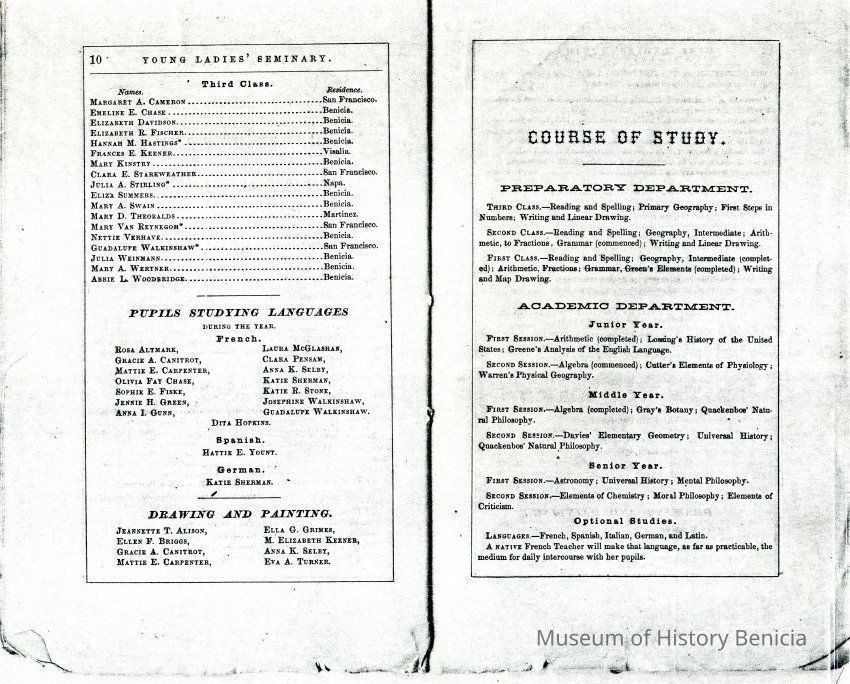 10 YOUNG LADIES' SEMINARY.
Third Class.
Names. Residence.
MARGARET A. CAMERON San Francisco.
EMELINE E. CHASE Benicia.
ELIZABETH DAVIDSON Benicia.
ELIZABETH R. FISCHER Benicia.
HANNAH M. HASTINGS* Benicia.
FRANCES E. KEENER Visalia.
MARY KINSTRY Benicia.
CLARA E. STARKWEATHER San Francisco.
JULIA A. STIRLING* Napa.
ELIZA SUMMERS Benicia.
MARY A. SWAIN Benicia.
MARY D. THEOBALDS Martinez.
MARY VAN REYNEGOM* San Francisco.
NETTIE VERHAVE Benicia.
GUADALUPE WALKINSHAW* San Francisco.
JULIA WEINMANN Benicia.
MARY A. WERTNER Benicia.
ABBIE L. WOODBRIDGE Benicia.
PUPILS STUDYING LANGUAGES
DURING THE YEAR.
French.
ROSA ALTMARK, LAURA MCGLASHAN,
GRACIE A. CANITROT, CLARA PENSAM,
MATTIE E. CARPENTER, ANNA K. SELBY,
OLIVIA FAY CHASE, KATIE SHERMAN,
SOPHIE E. FISKE, KATIE R. STONE,
JENNIE H. GREEN, JOSEPHINE WALKINSHAW,
ANNA I. GUNN, GUADALUPE WALKINSHAW.
DITA HOPKINS.
Spanish.
HATTIE E. YOUNT.
German.
KATIE SHERMAN.
DRAWING AND PAINTING.
JEANNETTE T. ALISON, ELLA G. GRIMES,
ELLEN F. BRIGGS, M. ELIZABETH KEENER,
GRACIE A. CANITROT, ANNA K. SELBY,
MATTIE E. CARPENTER, EVA A. TURNER.
COURSE OF STUDY.
PREPARATORY DEPARTMENT.
THIRD CLASS.—Reading and Spelling; Primary Geography; First Steps in
Numbers; Writing and Linear Drawing.
SECOND CLASS.—Reading and Spelling; Geography, Intermediate; Arith-
metic, to Fractions, Grammar (commenced); Writing and Linear Drawing.
FIRST CLASS.—Reading and Spelling; Geography, Intermediate (complet-
ed); Arithmetic, Fractions; Grammar, Green's Elements (completed); Writing
and Map Drawing.
ACADEMIC DEPARTMENT.
Junior Year.
FIRST SESSION.—Arithmetic (completed); Lossing's History of the United
States; Greene's Analysis of the English Language.
SECOND SESSION.—Algebra (commenced); Cutter's Elements of Physiology;
Warren's Physical Geography.
Middle Year.
FIRST SESSION.—Algebra (completed); Gray's Botany; Quackenbos' Natu-
ral Philosophy.
SECOND SESSION.—Davies' Elementary Geometry; Universal History;
Quackenbos' Natural Philosophy.
Senior Year.
FIRST SESSION.—Astronomy; Universal History; Mental Philosophy.
SECOND SESSION.—Elements of Chemistry; Moral Philosophy; Elements of
Criticism.
Optional Studies.
LANGUAGES.—French, Spanish, Italian, German, and Latin.
A NATIVE French Teacher will make that language, as far as practicable, the
medium for daily intercourse with her pupils.
Museum of History Benicia